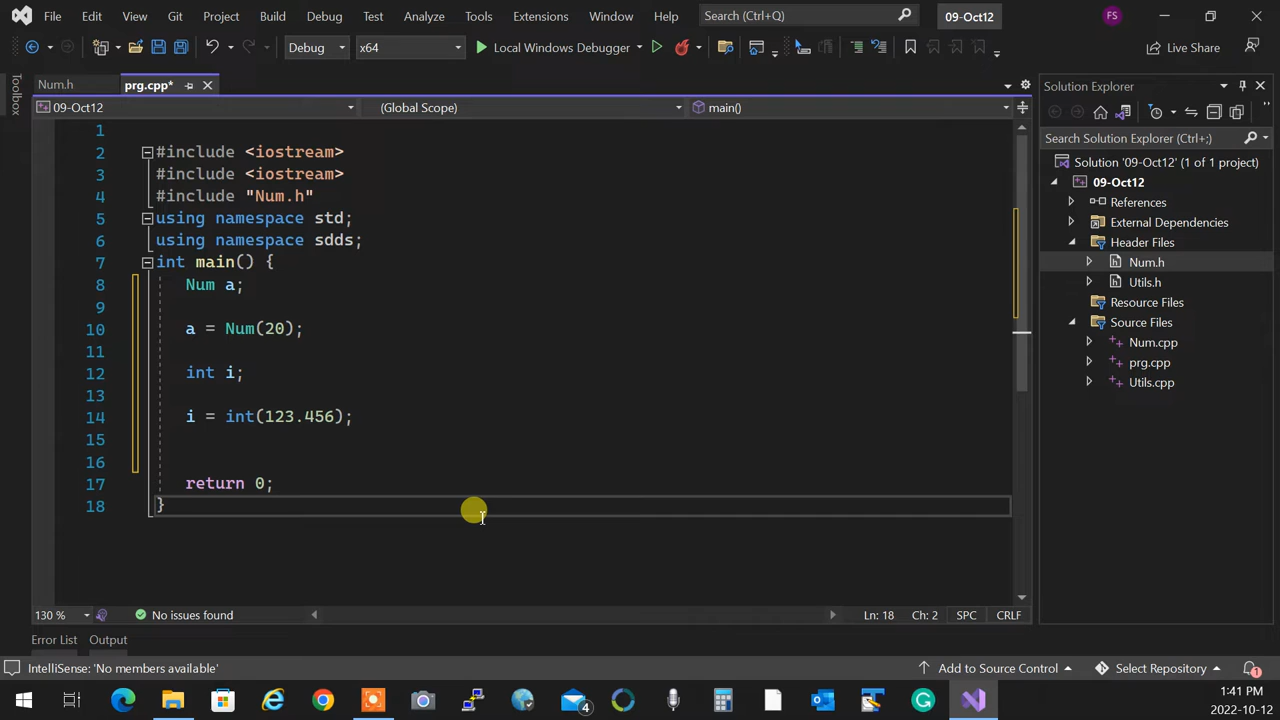 File Edit View Git Project Build Debug Test Analyze Tools Extensions Window Help Search (Ctrl+Q) 09-Oct12 FS
Debug x64 Local Windows Debugger Live Share
Toolbox
Num.h prg.cpp*
09-Oct12 (Global Scope) main()
1
2 #include <iostream>
3 #include <iostream>
4 #include "Num.h"
5 using namespace std;
6 using namespace sdds;
7 int main() {
8 Num a;
9
10 a = Num(20);
11
12 int i;
13
14 i = int(123.456);
15
16
17 return 0;
18 }
130 % No issues found Ln: 18 Ch: 2 SPC CRLF
Error List Output
Solution Explorer
Search Solution Explorer (Ctrl+;)
Solution '09-Oct12' (1 of 1 project)
09-Oct12
References
External Dependencies
Header Files
Num.h
Utils.h
Resource Files
Source Files
Num.cpp
prg.cpp
Utils.cpp
IntelliSense: 'No members available' Add to Source Control Select Repository 1
4
1:41 PM
2022-10-12